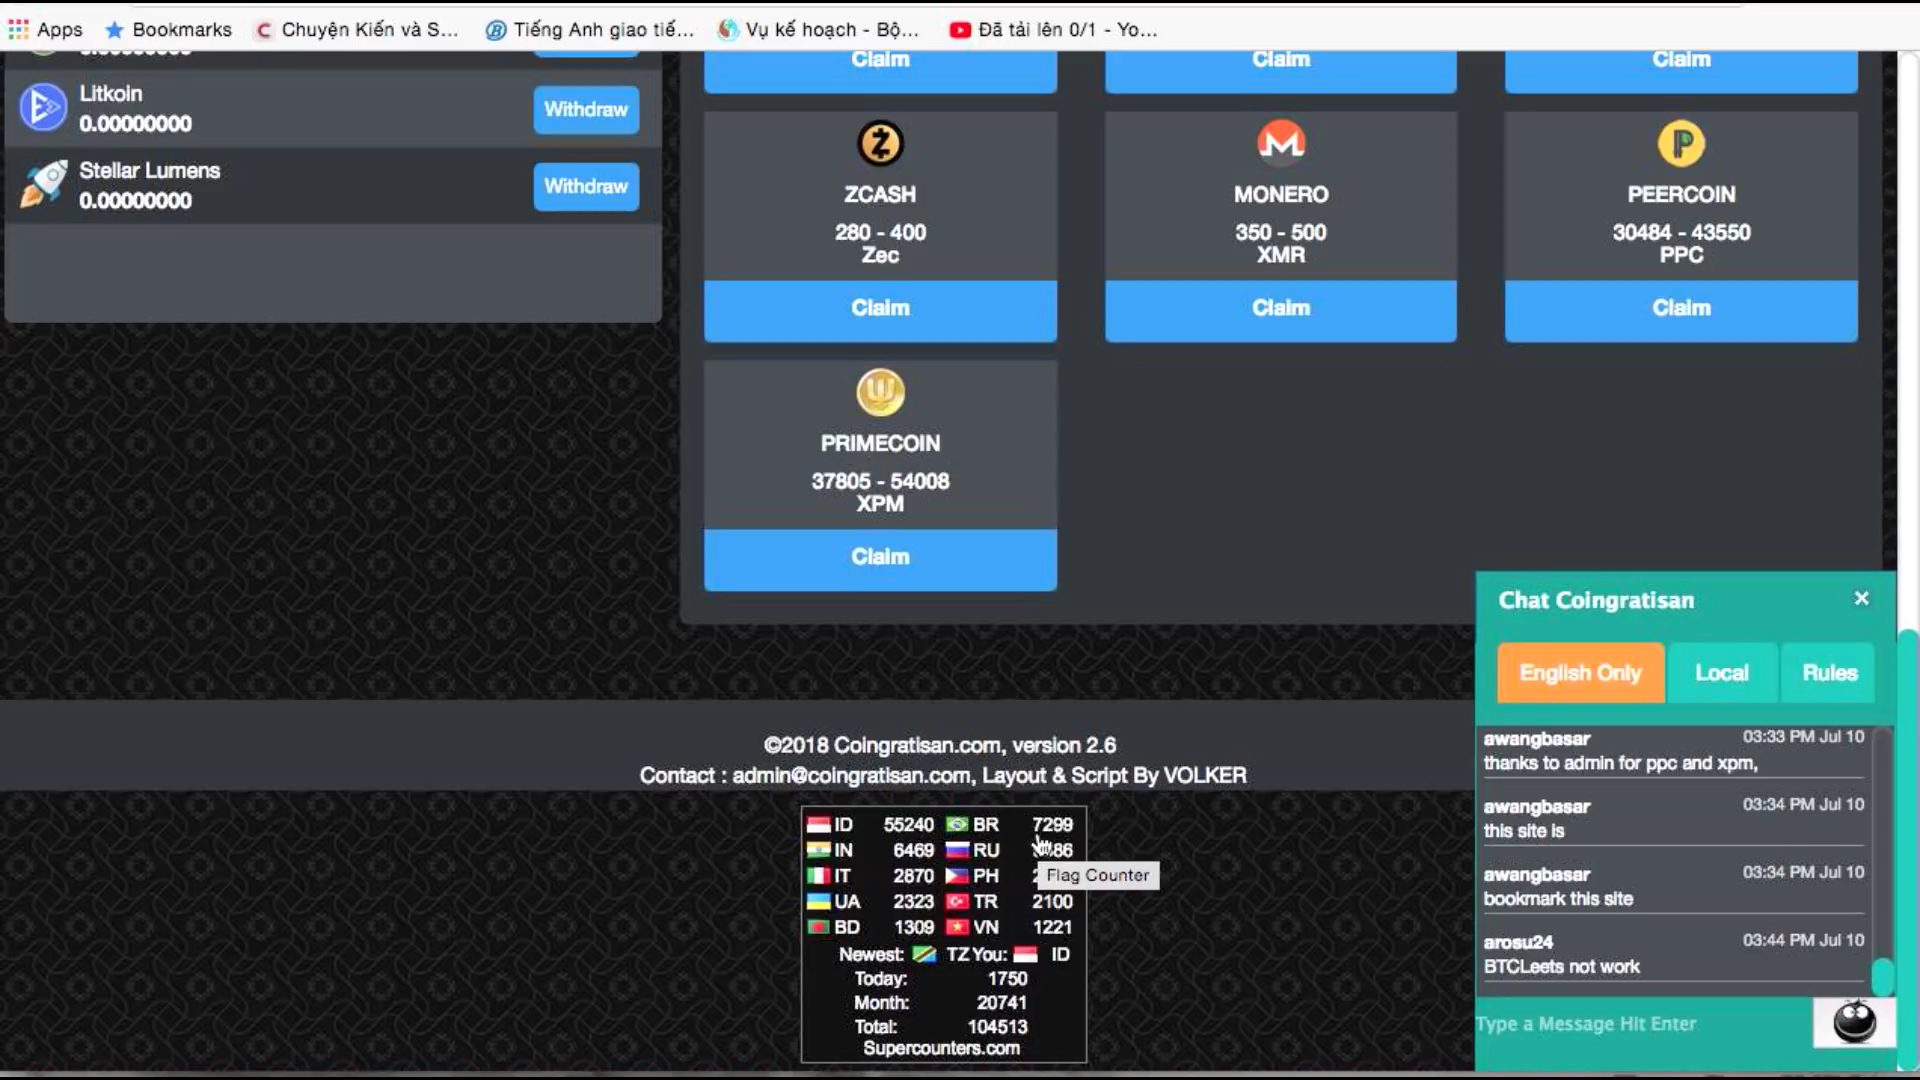 Apps
Bookmarks
Chuyện Kiến và S...
Tiếng Anh giao tiế...
Vụ kế hoạch - Bộ...
Đã tải lên 0/1 - Yo...
Litkoin
0.00000000
Withdraw
Stellar Lumens
0.00000000
Withdraw
Claim
Claim
Claim
ZCASH
280 - 400
Zec
Claim
MONERO
350 - 500
XMR
Claim
PEERCOIN
30484 - 43550
PPC
Claim
PRIMECOIN
37805 - 54008
XPM
Claim
©2018 Coingratisan.com, version 2.6
Contact : admin@coingratisan.com, Layout & Script By VOLKER
ID 55240 BR 7299
IN 6469 RU
IT 2870 PH
UA 2323 TR 2100
BD 1309 VN 1221
Newest: TZ You: ID
Today: 1750
Month: 20741
Total: 104513
Supercounters.com
Flag Counter
Chat Coingratisan
×
English Only
Local
Rules
awangbasar 03:33 PM Jul 10
thanks to admin for ppc and xpm,
awangbasar 03:34 PM Jul 10
this site is
awangbasar 03:34 PM Jul 10
bookmark this site
arosu24 03:44 PM Jul 10
BTCLeets not work
Type a Message Hit Enter